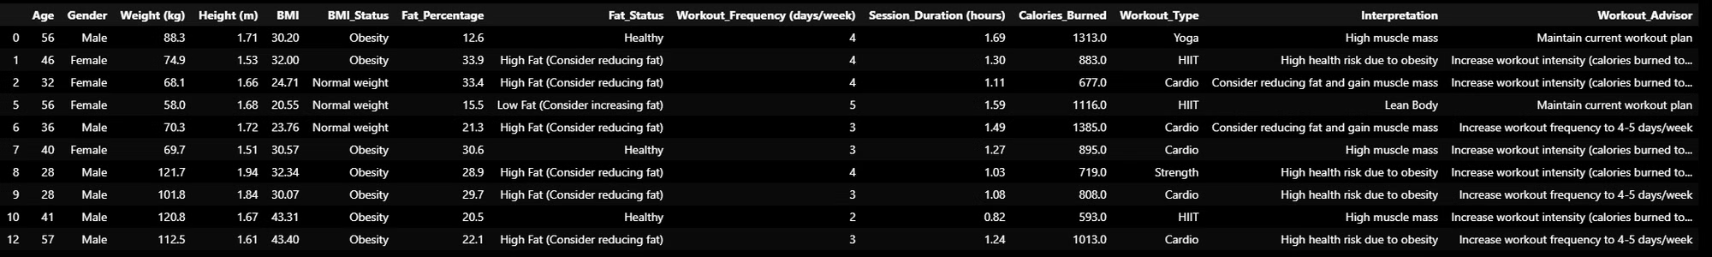 Age Gender Weight (kg) Height (m) BMI BMI_Status Fat_Percentage Fat_Status Workout_Frequency (days/week) Session_Duration (hours) Calories_Burned Workout_Type Interpretation Workout_Advisor
0 56 Male 88.3 1.71 30.20 Obesity 12.6 Healthy 4 1.69 1313.0 Yoga High muscle mass Maintain current workout plan
1 46 Female 74.9 1.53 32.00 Obesity 33.9 High Fat (Consider reducing fat) 4 1.30 883.0 HIIT High health risk due to obesity Increase workout intensity (calories burned to...
2 32 Female 68.1 1.66 24.71 Normal weight 33.4 High Fat (Consider reducing fat) 4 1.11 677.0 Cardio Consider reducing fat and gain muscle mass Increase workout intensity (calories burned to...
5 56 Female 58.0 1.68 20.55 Normal weight 15.5 Low Fat (Consider increasing fat) 5 1.59 1116.0 HIIT Lean Body Maintain current workout plan
6 36 Male 70.3 1.72 23.76 Normal weight 21.3 High Fat (Consider reducing fat) 3 1.49 1385.0 Cardio Consider reducing fat and gain muscle mass Increase workout frequency to 4-5 days/week
7 40 Female 69.7 1.51 30.57 Obesity 30.6 Healthy 3 1.27 895.0 Cardio High muscle mass Increase workout intensity (calories burned to...
8 28 Male 121.7 1.94 32.34 Obesity 28.9 High Fat (Consider reducing fat) 4 1.03 719.0 Strength High health risk due to obesity Increase workout intensity (calories burned to...
9 28 Male 101.8 1.84 30.07 Obesity 29.7 High Fat (Consider reducing fat) 3 1.08 808.0 Cardio High health risk due to obesity Increase workout frequency to 4-5 days/week
10 41 Male 120.8 1.67 43.31 Obesity 20.5 Healthy 2 0.82 593.0 HIIT High muscle mass Increase workout intensity (calories burned to...
12 57 Male 112.5 1.61 43.40 Obesity 22.1 High Fat (Consider reducing fat) 3 1.24 1013.0 Cardio High health risk due to obesity Increase workout frequency to 4-5 days/week